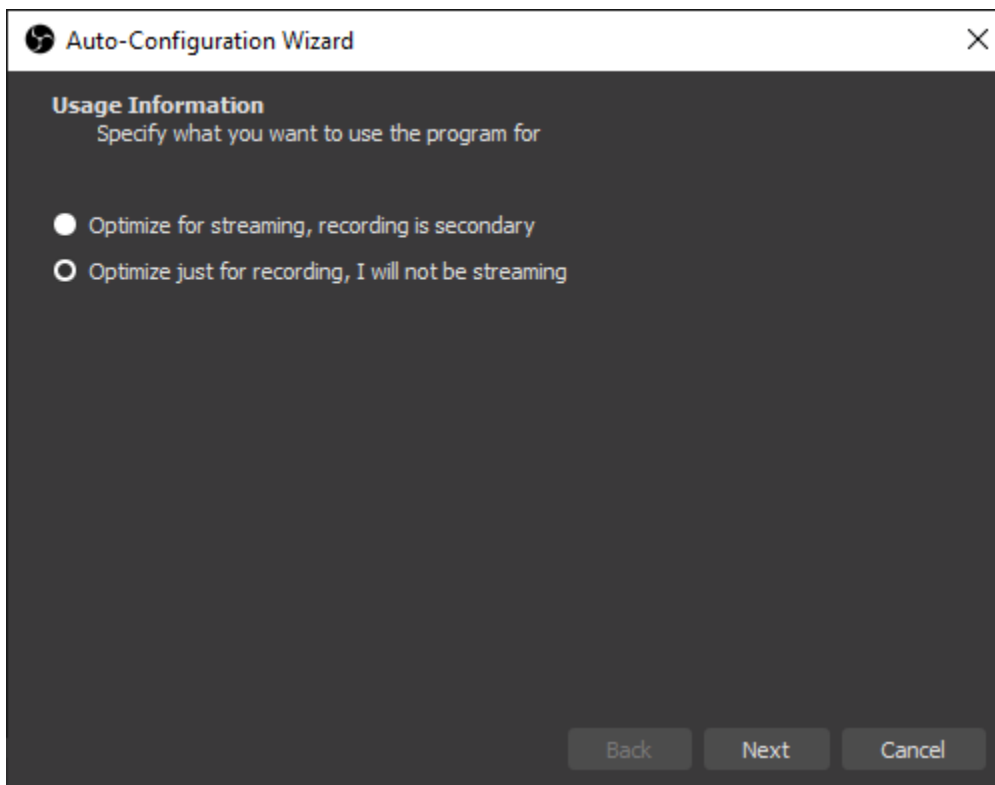 Auto-Configuration Wizard
Usage Information
Specify what you want to use the program for
Optimize for streaming, recording is secondary
Optimize just for recording, I will not be streaming
Back Next Cancel